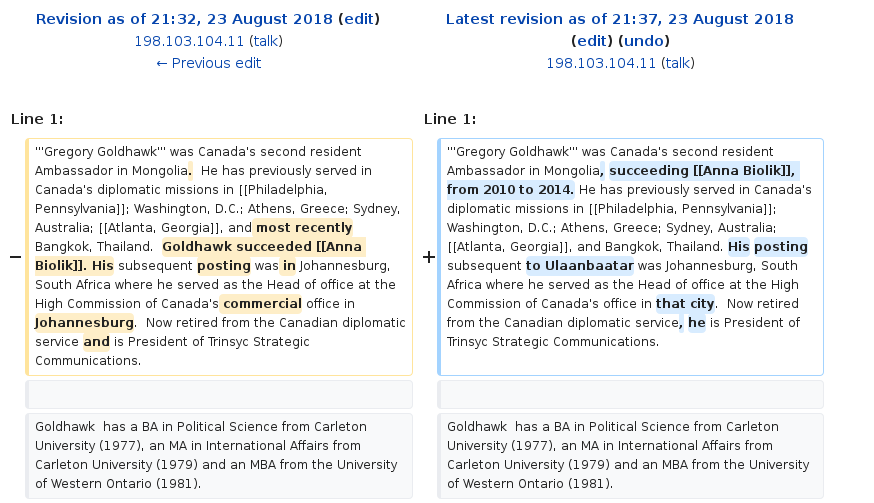 Revision as of 21:32, 23 August 2018 (edit)
198.103.104.11 (talk)
← Previous edit
Latest revision as of 21:37, 23 August 2018
(edit) (undo)
198.103.104.11 (talk)
Line 1:
Line 1:
−
'''Gregory Goldhawk''' was Canada's second resident
Ambassador in Mongolia.  He has previously served in
Canada's diplomatic missions in [[Philadelphia,
Pennsylvania]]; Washington, D.C.; Athens, Greece; Sydney,
Australia; [[Atlanta, Georgia]], and most recently
Bangkok, Thailand.  Goldhawk succeeded [[Anna
Biolik]]. His subsequent posting was in Johannesburg,
South Africa where he served as the Head of office at the
High Commission of Canada's commercial office in
Johannesburg.  Now retired from the Canadian diplomatic
service and is President of Trinsyc Strategic
Communications.
+
'''Gregory Goldhawk''' was Canada's second resident
Ambassador in Mongolia, succeeding [[Anna Biolik]],
from 2010 to 2014. He has previously served in Canada's
diplomatic missions in [[Philadelphia, Pennsylvania]];
Washington, D.C.; Athens, Greece; Sydney, Australia;
[[Atlanta, Georgia]], and Bangkok, Thailand. His posting
subsequent to Ulaanbaatar was Johannesburg, South
Africa where he served as the Head of office at the High
Commission of Canada's office in that city.  Now retired
from the Canadian diplomatic service, he is President of
Trinsyc Strategic Communications.
Goldhawk  has a BA in Political Science from Carleton
University (1977), an MA in International Affairs from
Carleton University (1979) and an MBA from the University
of Western Ontario (1981).
Goldhawk  has a BA in Political Science from Carleton
University (1977), an MA in International Affairs from
Carleton University (1979) and an MBA from the University
of Western Ontario (1981).